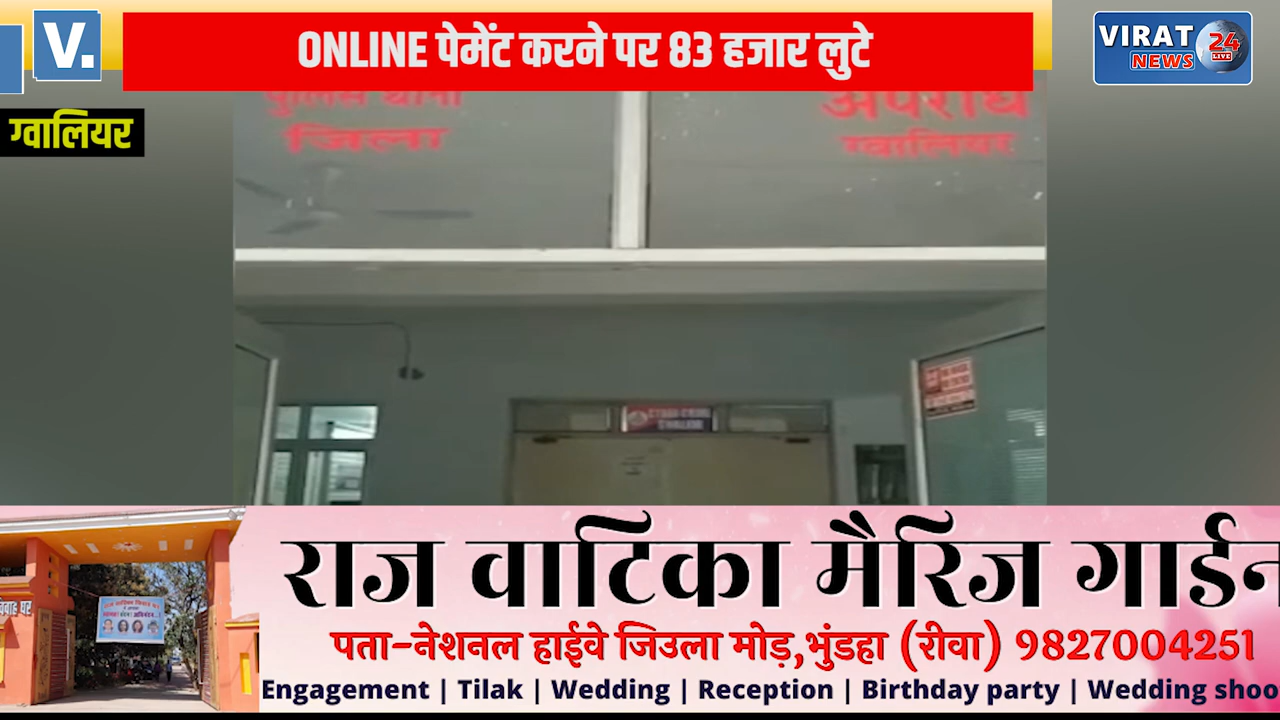 V.
ONLINE पेमेंट करने पर 83 हजार लुटे
VIRAT 24
NEWS LIVE
ग्वालियर
पुलिस थाना अपराध
जिला ग्वालियर
राज वाटिका मैरिज गार्डन
पता-नेशनल हाईवे जिउला मोड़,भुंडहा (रीवा) 9827004251
Engagement | Tilak | Wedding | Reception | Birthday party | Wedding shoo